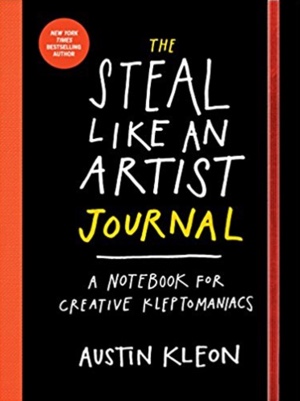 NEW YORK
TIMES
BESTSELLING
AUTHOR
THE
STEAL
LIKE AN
ARTIST
JOURNAL
A NOTEBOOK FOR
CREATIVE KLEPTOMANIACS
AUSTIN KLEON